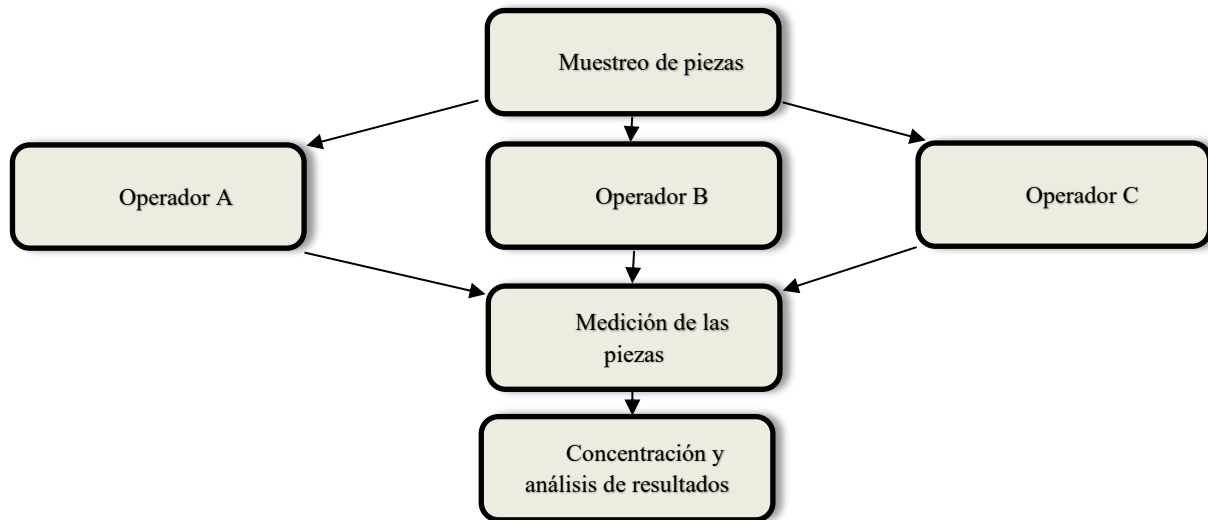 Muestreo de piezas
Operador A
Operador B
Operador C
Medición de las
piezas
Concentración y
análisis de resultados